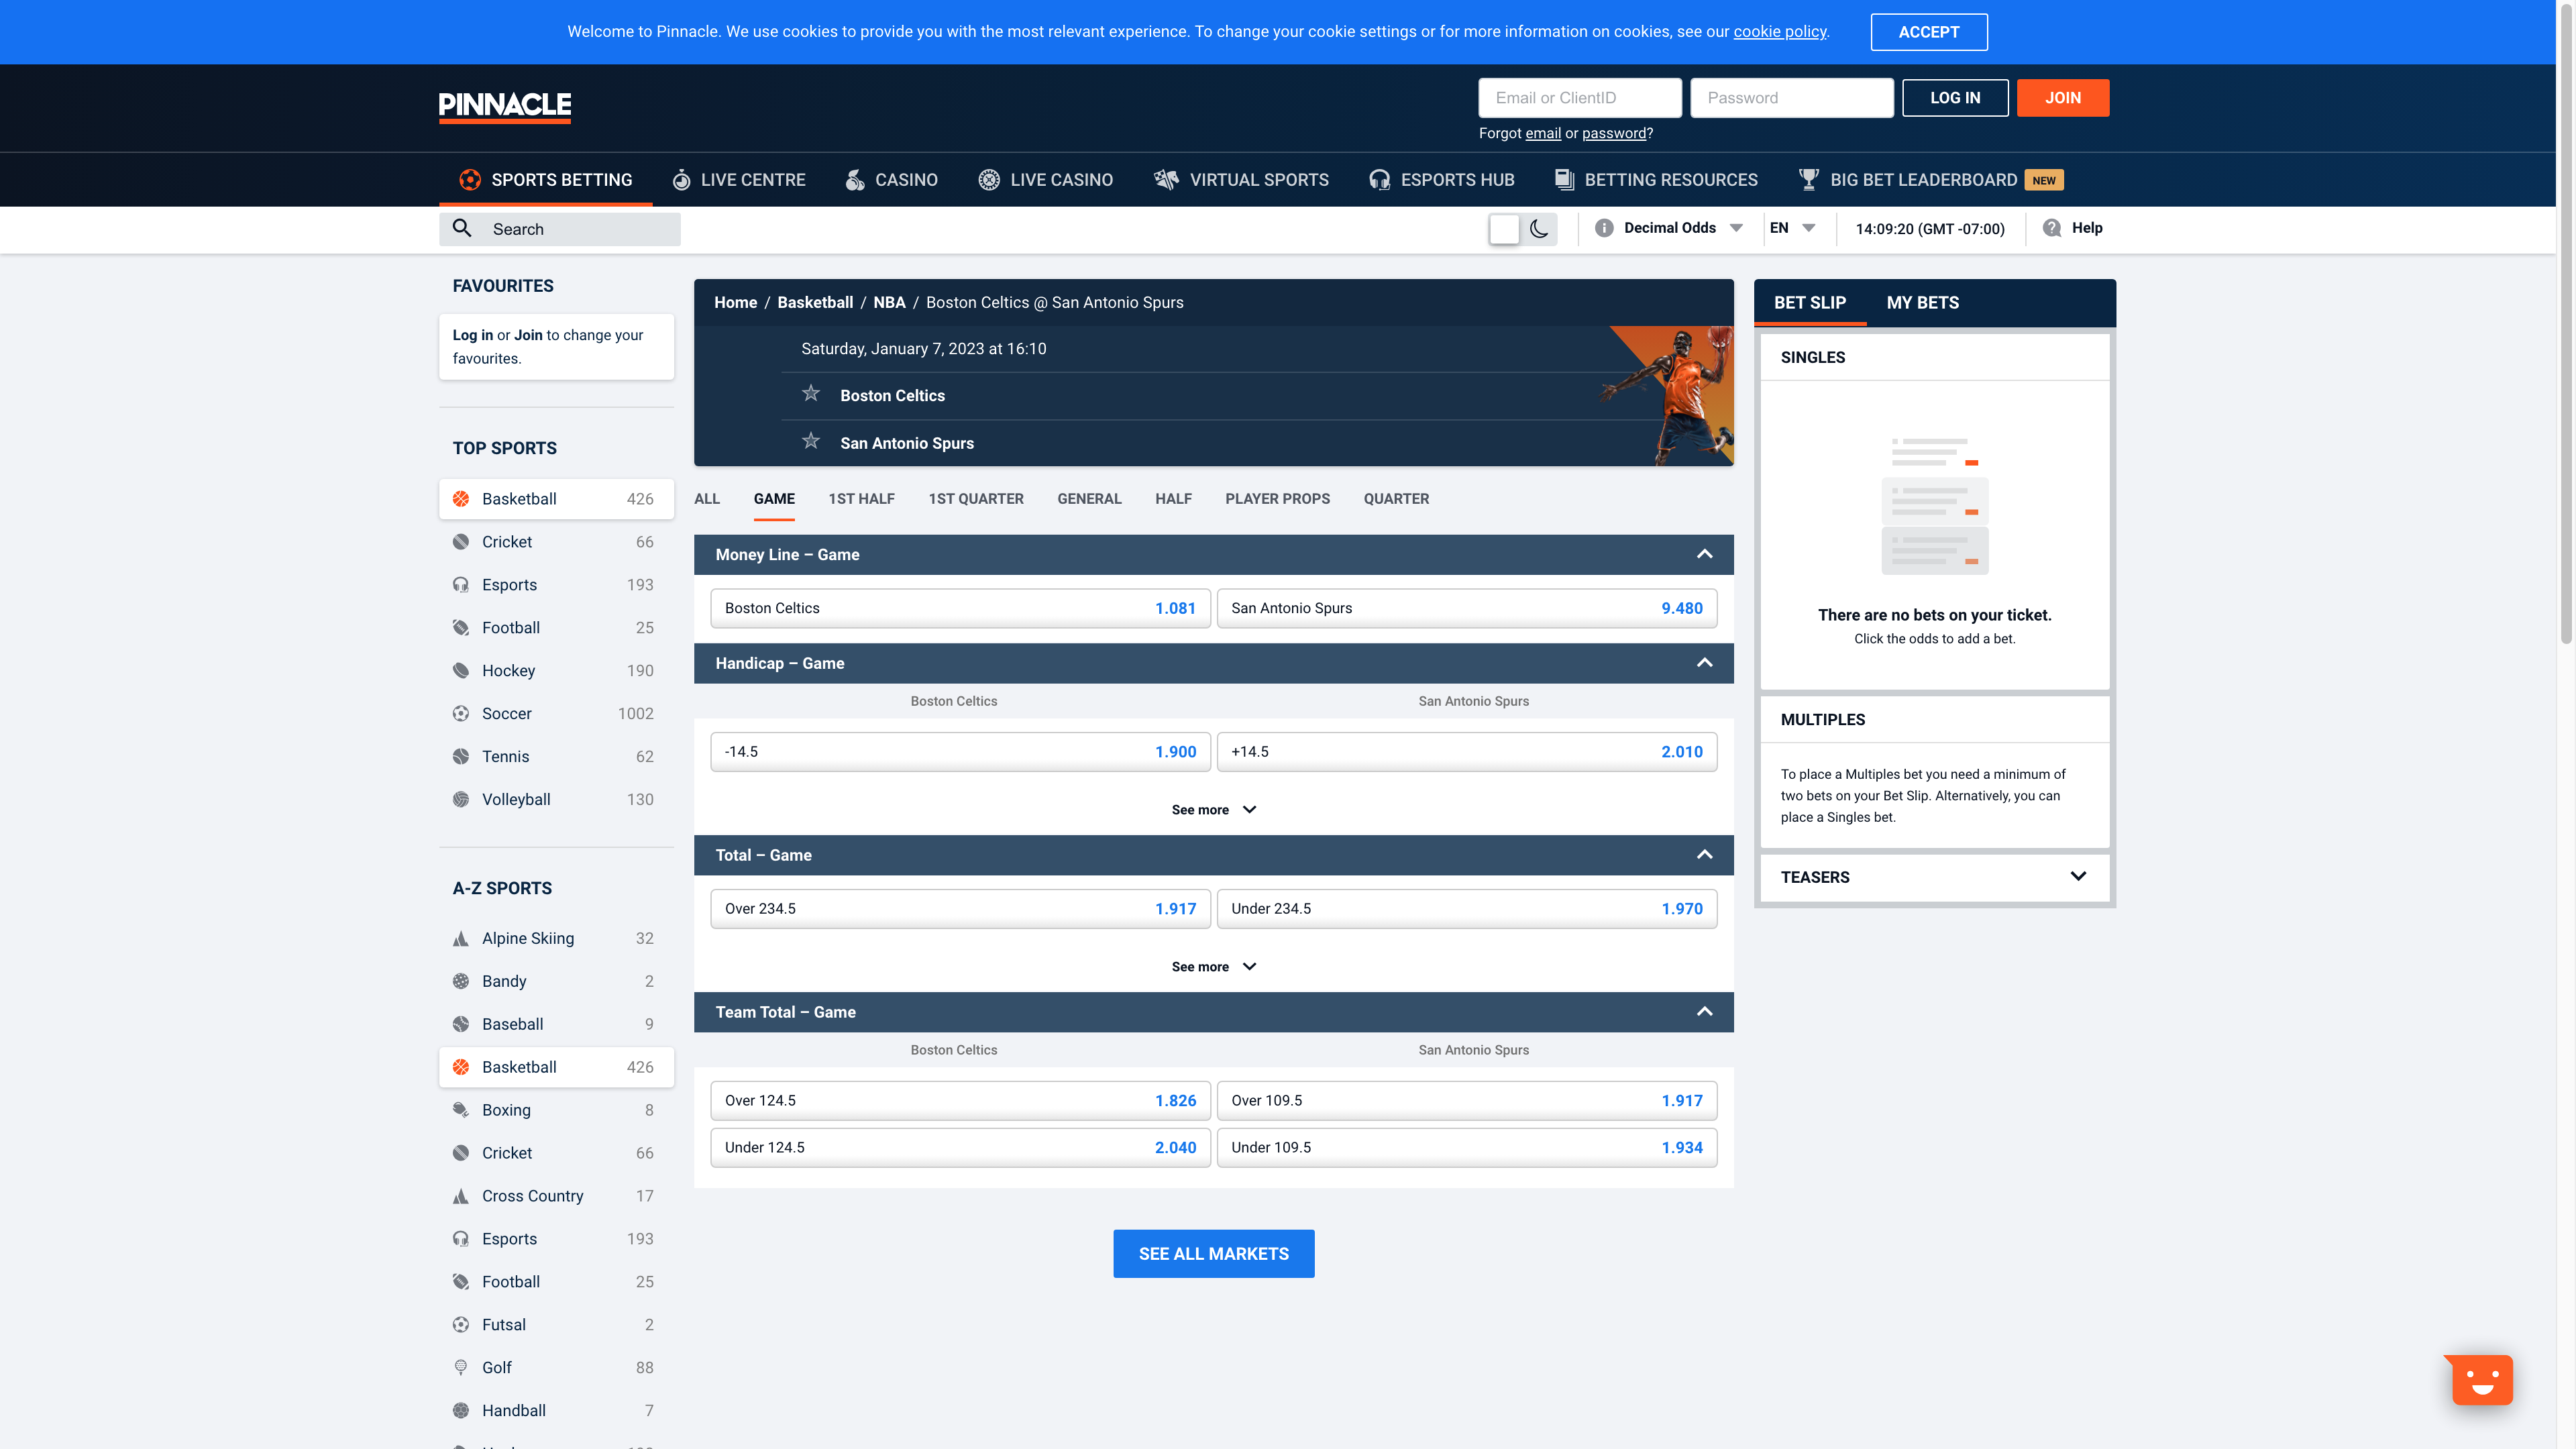 Welcome to Pinnacle. We use cookies to provide you with the most relevant experience. To change your cookie settings or for more information on cookies, see our cookie policy.
ACCEPT
PINNACLE
Email or ClientID
Password
LOG IN
JOIN
Forgot email or password?
SPORTS BETTING
LIVE CENTRE
CASINO
LIVE CASINO
VIRTUAL SPORTS
ESPORTS HUB
BETTING RESOURCES
BIG BET LEADERBOARD NEW
Search
Decimal Odds
EN
14:09:20 (GMT -07:00)
Help
FAVOURITES
Log in or Join to change your
favourites.
TOP SPORTS
Basketball 426
Cricket 66
Esports 193
Football 25
Hockey 190
Soccer 1002
Tennis 62
Volleyball 130
A-Z SPORTS
Alpine Skiing 32
Bandy 2
Baseball 9
Basketball 426
Boxing 8
Cricket 66
Cross Country 17
Esports 193
Football 25
Futsal 2
Golf 88
Handball 7
Home / Basketball / NBA / Boston Celtics @ San Antonio Spurs
Saturday, January 7, 2023 at 16:10
Boston Celtics
San Antonio Spurs
ALL GAME 1ST HALF 1ST QUARTER GENERAL HALF PLAYER PROPS QUARTER
Money Line – Game
Boston Celtics 1.081 San Antonio Spurs 9.480
Handicap – Game
Boston Celtics San Antonio Spurs
-14.5 1.900 +14.5 2.010
See more
Total – Game
Over 234.5 1.917 Under 234.5 1.970
See more
Team Total – Game
Boston Celtics San Antonio Spurs
Over 124.5 1.826 Over 109.5 1.917
Under 124.5 2.040 Under 109.5 1.934
SEE ALL MARKETS
BET SLIP MY BETS
SINGLES
There are no bets on your ticket.
Click the odds to add a bet.
MULTIPLES
To place a Multiples bet you need a minimum of
two bets on your Bet Slip. Alternatively, you can
place a Singles bet.
TEASERS